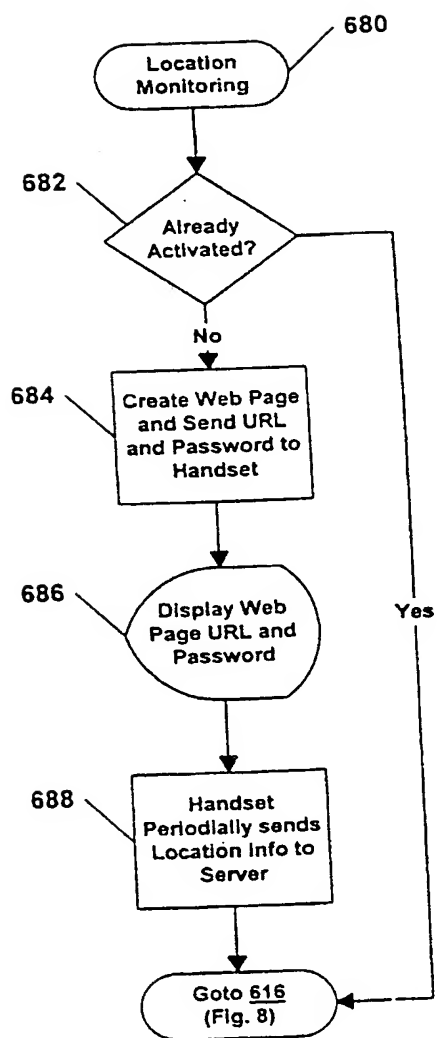 680
Location
Monitoring
682
Already
Activated?
No
684
Create Web Page
and Send URL
and Password to
Handset
686
Display Web
Page URL and
Password
Yes
688
Handset
Periodially sends
Location Info to
Server
Goto 616
(Fig. 8)